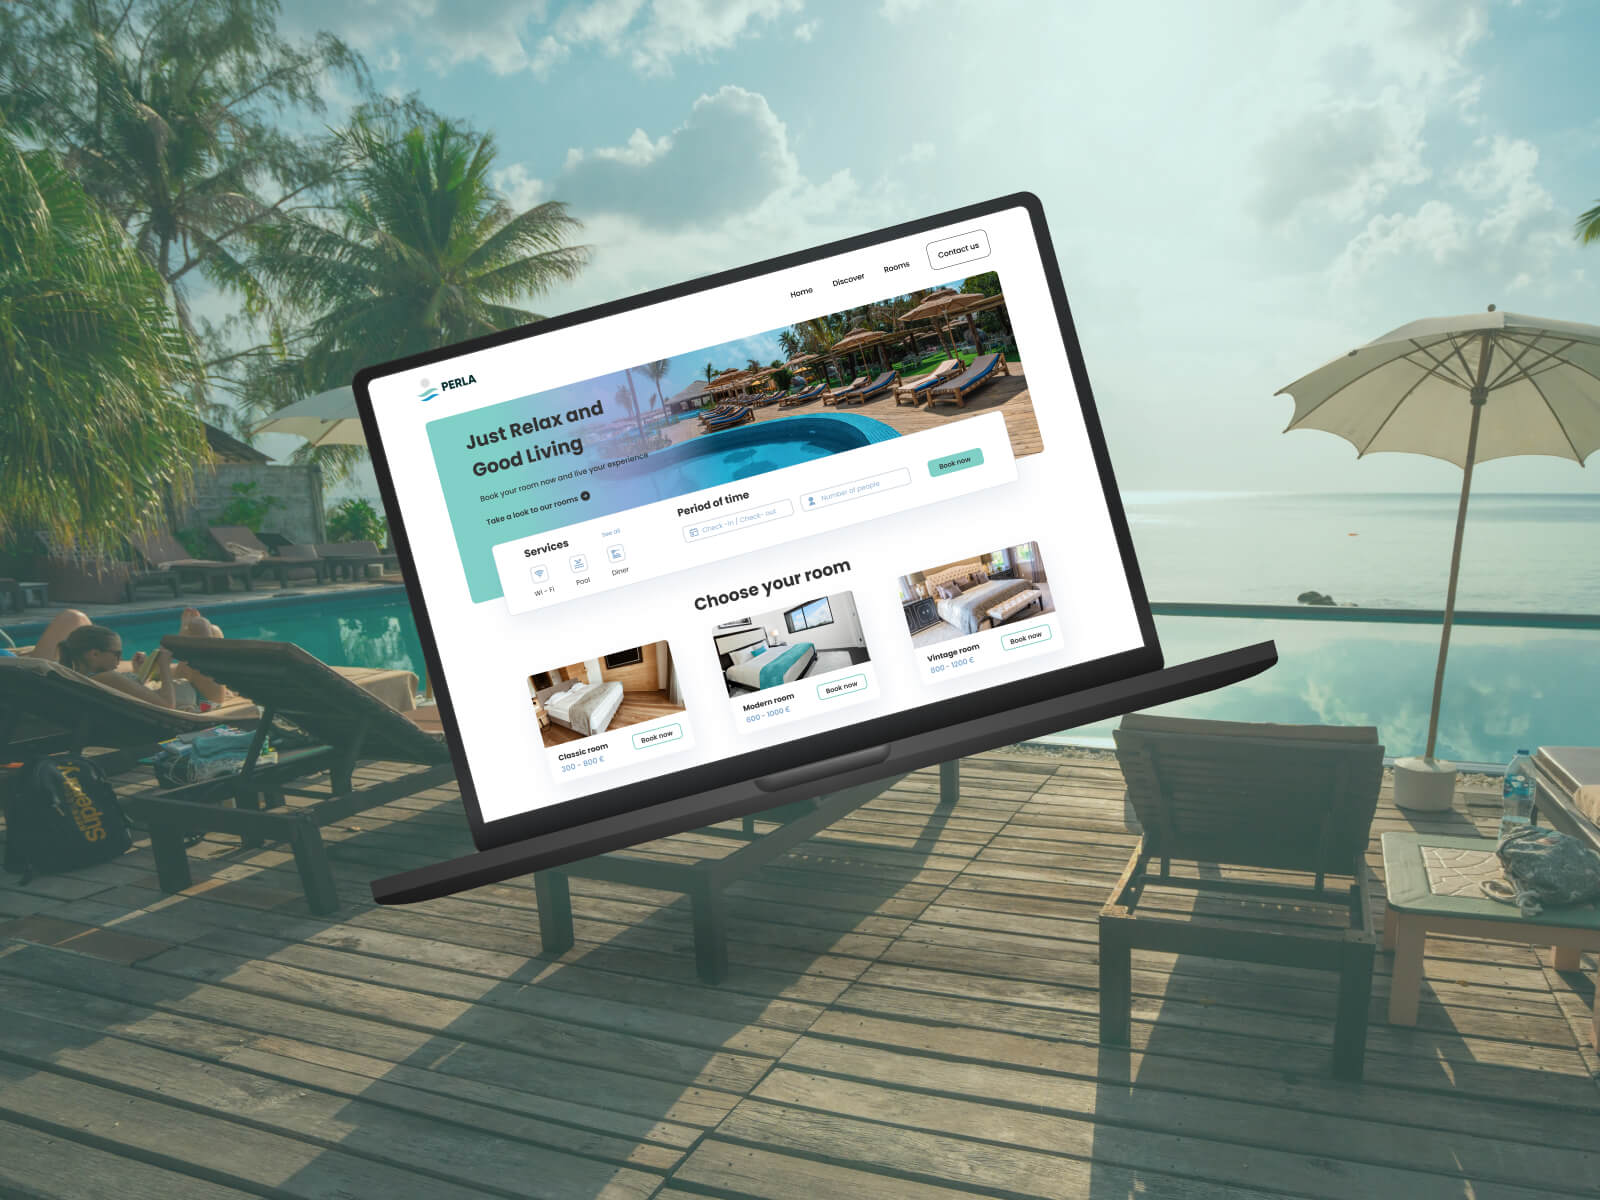 Home
Discover
Rooms
Contact us
PERLA
Just Relax and
Good Living
Book your room now and live your experience
Take a look to our rooms
Services
See all
Wi - Fi
Pool
Diner
Period of time
Check -in / Check- out
Number of people
Book now
Choose your room
Classic room
300 - 800 €
Book now
Modern room
600 - 1000 €
Book now
Vintage room
800 - 1200 €
Book now
Superdry